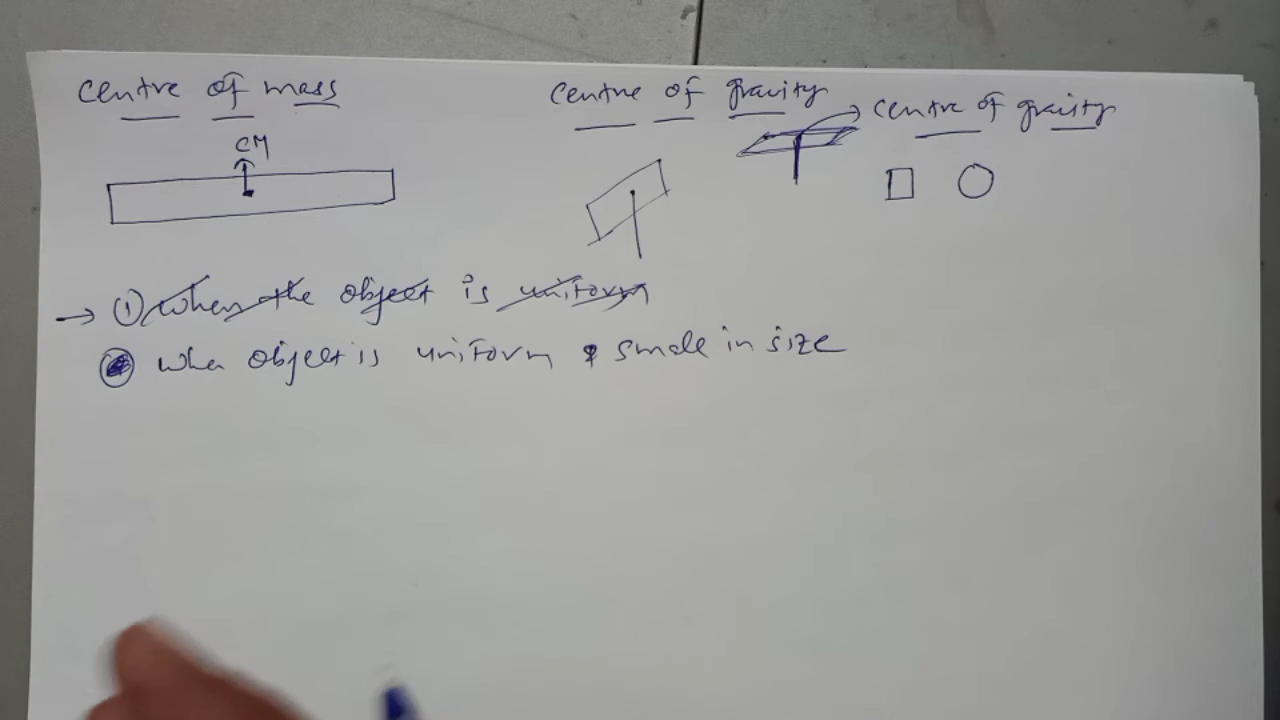 Centre of mass
Centre of gravity
Centre of gravity
CM
→ ① When the object is uniform
when object is uniform & small in size